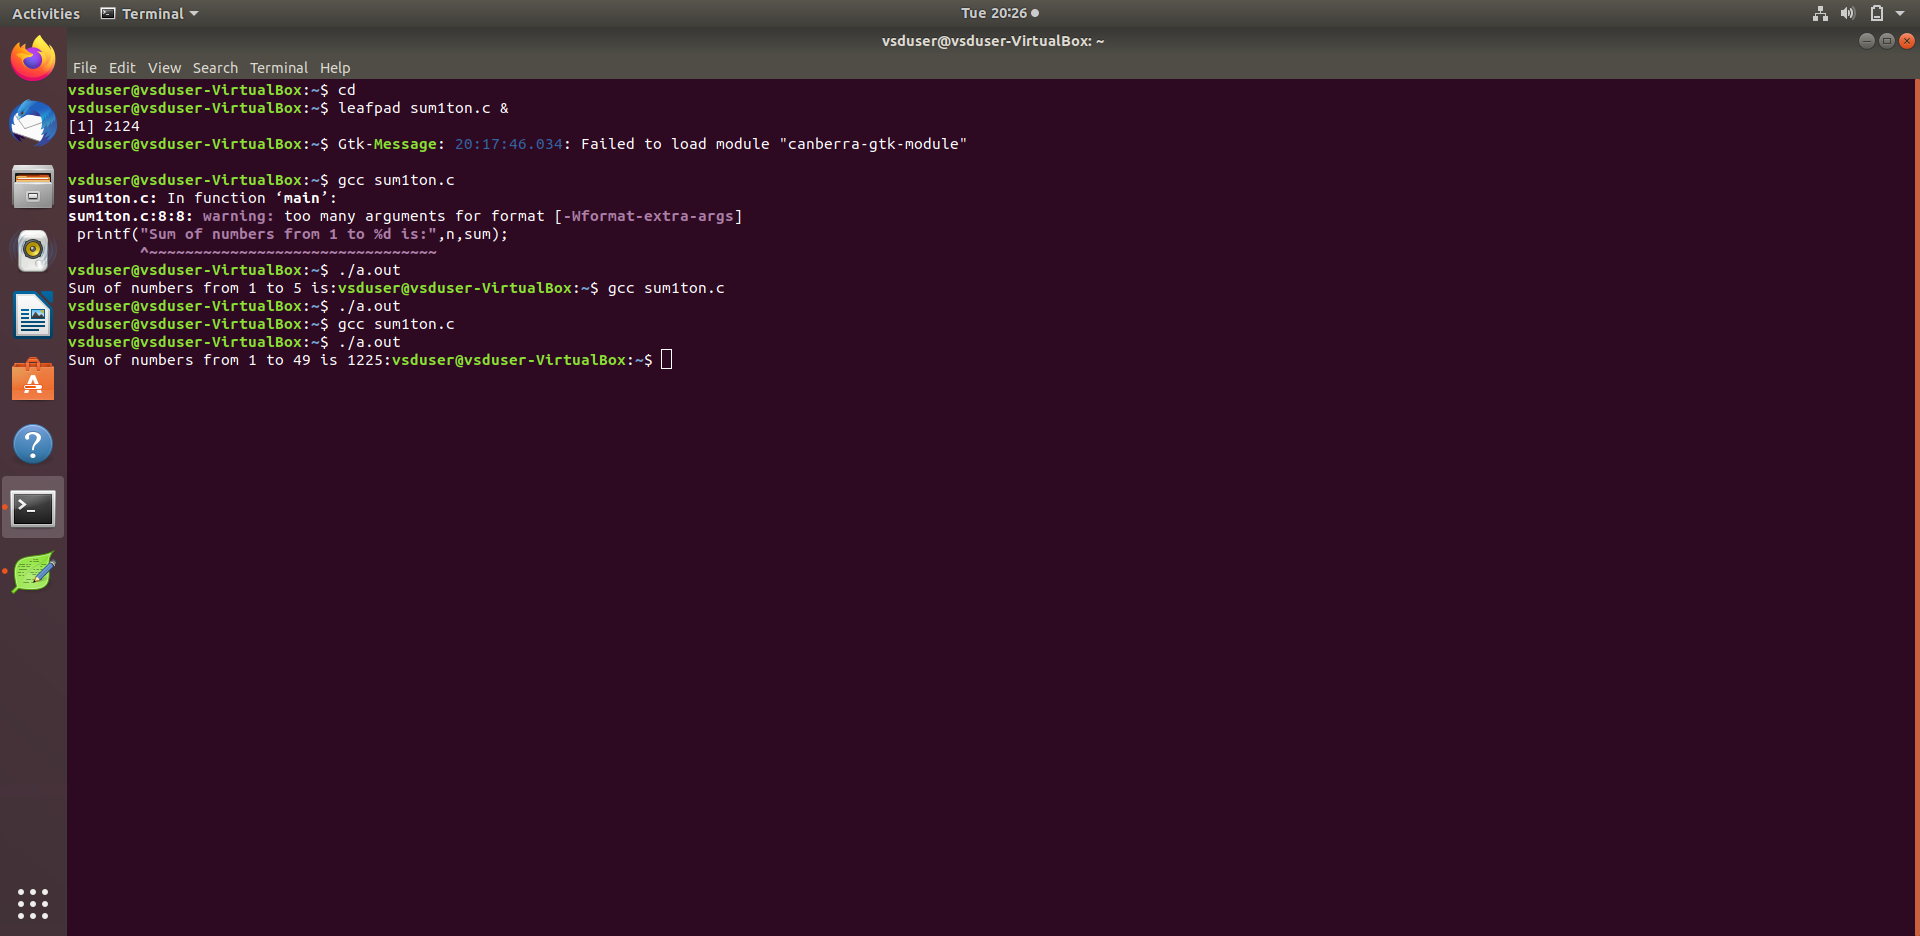 Activities Terminal Tue 20:26
vsduser@vsduser-VirtualBox: ~
File Edit View Search Terminal Help
vsduser@vsduser-VirtualBox:~$ cd
vsduser@vsduser-VirtualBox:~$ leafpad sum1ton.c &
[1] 2124
vsduser@vsduser-VirtualBox:~$ Gtk-Message: 20:17:46.034: Failed to load module "canberra-gtk-module"
vsduser@vsduser-VirtualBox:~$ gcc sum1ton.c
sum1ton.c: In function ‘main’:
sum1ton.c:8:8: warning: too many arguments for format [-Wformat-extra-args]
printf("Sum of numbers from 1 to %d is:",n,sum);
^~~~~~~~~~~~~~~~~~~~~~~~~~~~~~~~~
vsduser@vsduser-VirtualBox:~$ ./a.out
Sum of numbers from 1 to 5 is:vsduser@vsduser-VirtualBox:~$ gcc sum1ton.c
vsduser@vsduser-VirtualBox:~$ ./a.out
vsduser@vsduser-VirtualBox:~$ gcc sum1ton.c
vsduser@vsduser-VirtualBox:~$ ./a.out
Sum of numbers from 1 to 49 is 1225:vsduser@vsduser-VirtualBox:~$